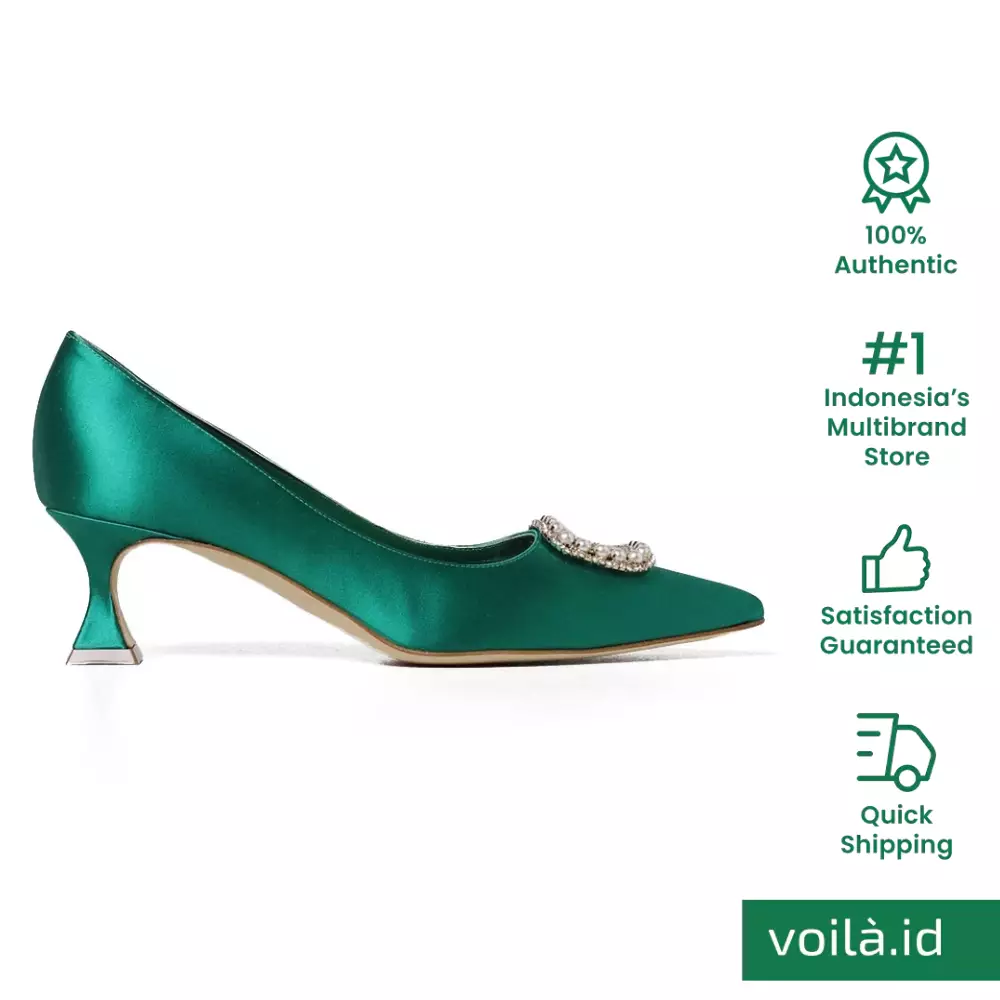 100%
Authentic
#1
Indonesia's
Multibrand
Store
Satisfaction
Guaranteed
Quick
Shipping
voilà.id